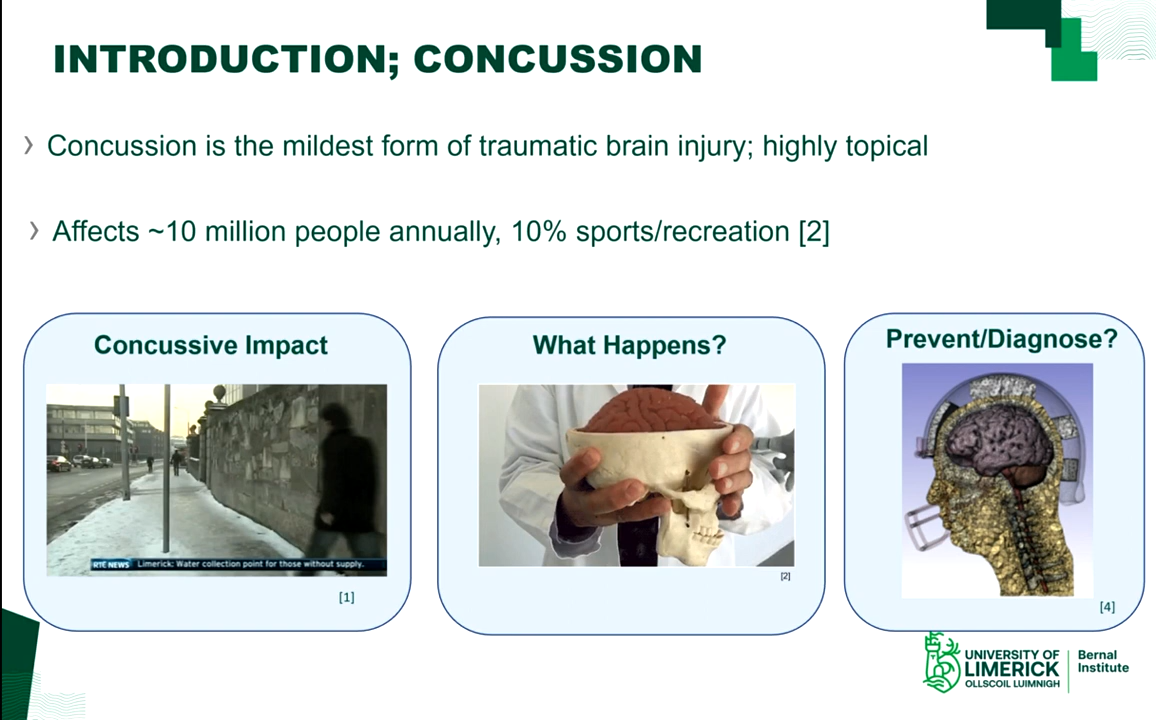 INTRODUCTION; CONCUSSION
› Concussion is the mildest form of traumatic brain injury; highly topical
› Affects ~10 million people annually, 10% sports/recreation [2]
Concussive Impact
RTÉ NEWS Limerick: Water collection point for those without supply.
[1]
What Happens?
[2]
Prevent/Diagnose?
[4]
UNIVERSITY OF
LIMERICK
OLLSCOIL LUIMNIGH
Bernal
Institute